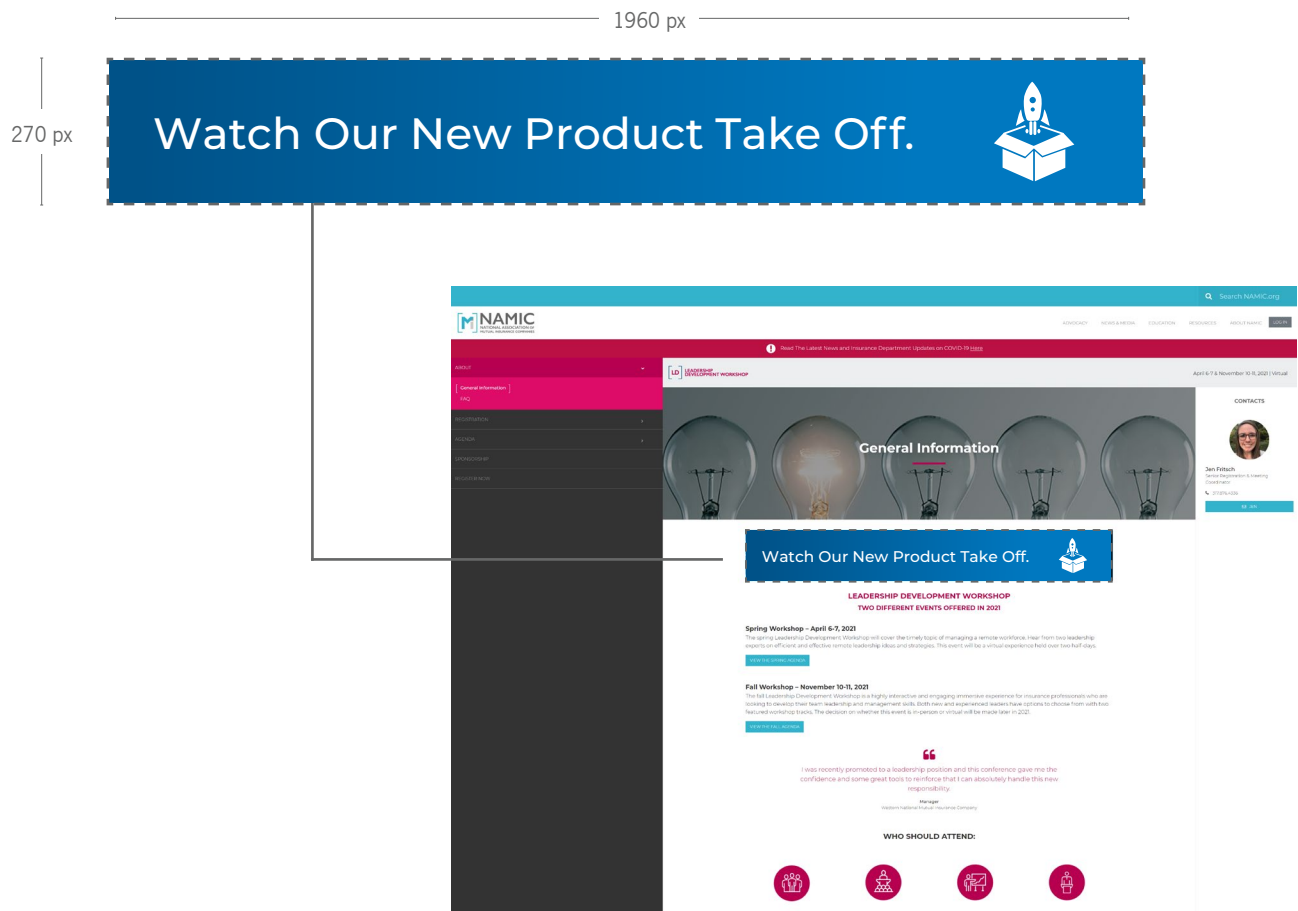 1960 px
270 px
Watch Our New Product Take Off.
Search NAMIC.org
[M] NAMIC
NATIONAL ASSOCIATION OF
MUTUAL INSURANCE COMPANIES
ADVOCACY NEWS & MEDIA EDUCATION RESOURCES ABOUT NAMIC LOG IN
Read The Latest News and Insurance Department Updates on COVID-19 Here
ABOUT
[LD] LEADERSHIP
DEVELOPMENT WORKSHOP
April 6-7 & November 10-11, 2021 | Virtual
General Information
FAQ
REGISTRATION
AGENDA
SPONSORSHIP
REGISTER NOW
General Information
CONTACTS
Jen Fritsch
Senior Registration & Meeting
Coordinator
Watch Our New Product Take Off.
LEADERSHIP DEVELOPMENT WORKSHOP
TWO DIFFERENT EVENTS OFFERED IN 2021
Spring Workshop – April 6-7, 2021
The spring Leadership Development Workshop will cover the timely topic of managing a remote workforce. Hear from two leadership
experts on efficient and effective remote leadership ideas and strategies. This event will be a virtual experience held over two half-days.
VIEW THE SPRING AGENDA
Fall Workshop – November 10-11, 2021
The fall Leadership Development Workshop is a highly interactive and engaging immersive experience for insurance professionals who are
looking to develop their team leadership and management skills. Both new and experienced leaders have options to choose from with two
featured workshop tracks. The decision on whether this event is in-person or virtual will be made later in 2021.
VIEW THE FALL AGENDA
I was recently promoted to a leadership position and this conference gave me the
confidence and some great tools to reinforce that I can absolutely handle this new
responsibility.
Manager
Western National Mutual Insurance Company
WHO SHOULD ATTEND: